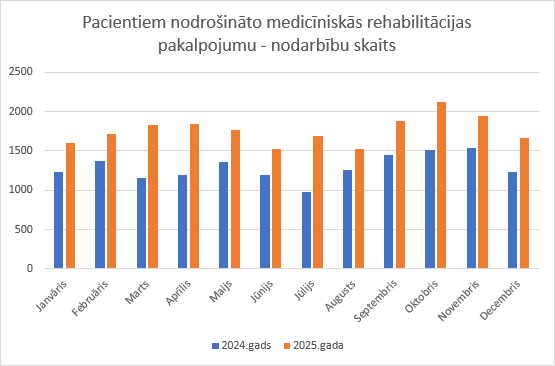 Pacientiem nodrošināto medicīniskās rehabilitācijas
pakalpojumu - nodarbību skaits
2500
2000
1500
1000
500
0
Janvāris
Februāris
Marts
Aprīlis
Maijs
Jūnijs
Jūlijs
Augusts
Septembris
Oktobris
Novembris
Decembris
2024.gads
2025.gada